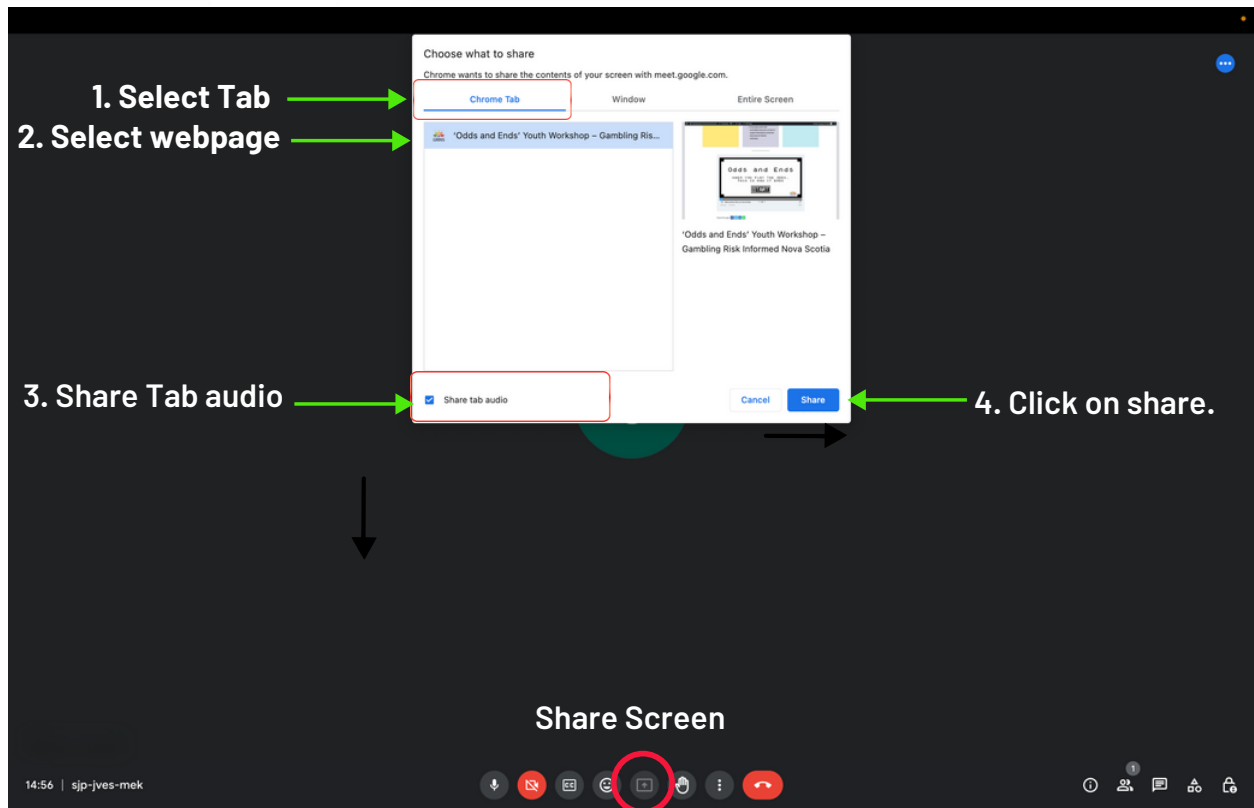 Choose what to share
Chrome wants to share the contents of your screen with meet.google.com.
1. Select Tab
Chrome Tab
Window
Entire Screen
2. Select webpage
'Odds and Ends' Youth Workshop – Gambling Ris...
Odds and Ends
START
'Odds and Ends' Youth Workshop –
Gambling Risk Informed Nova Scotia
3. Share Tab audio
Share tab audio
Cancel
Share
4. Click on share.
Share Screen
14:56 | sjp-jves-mek
CC
1